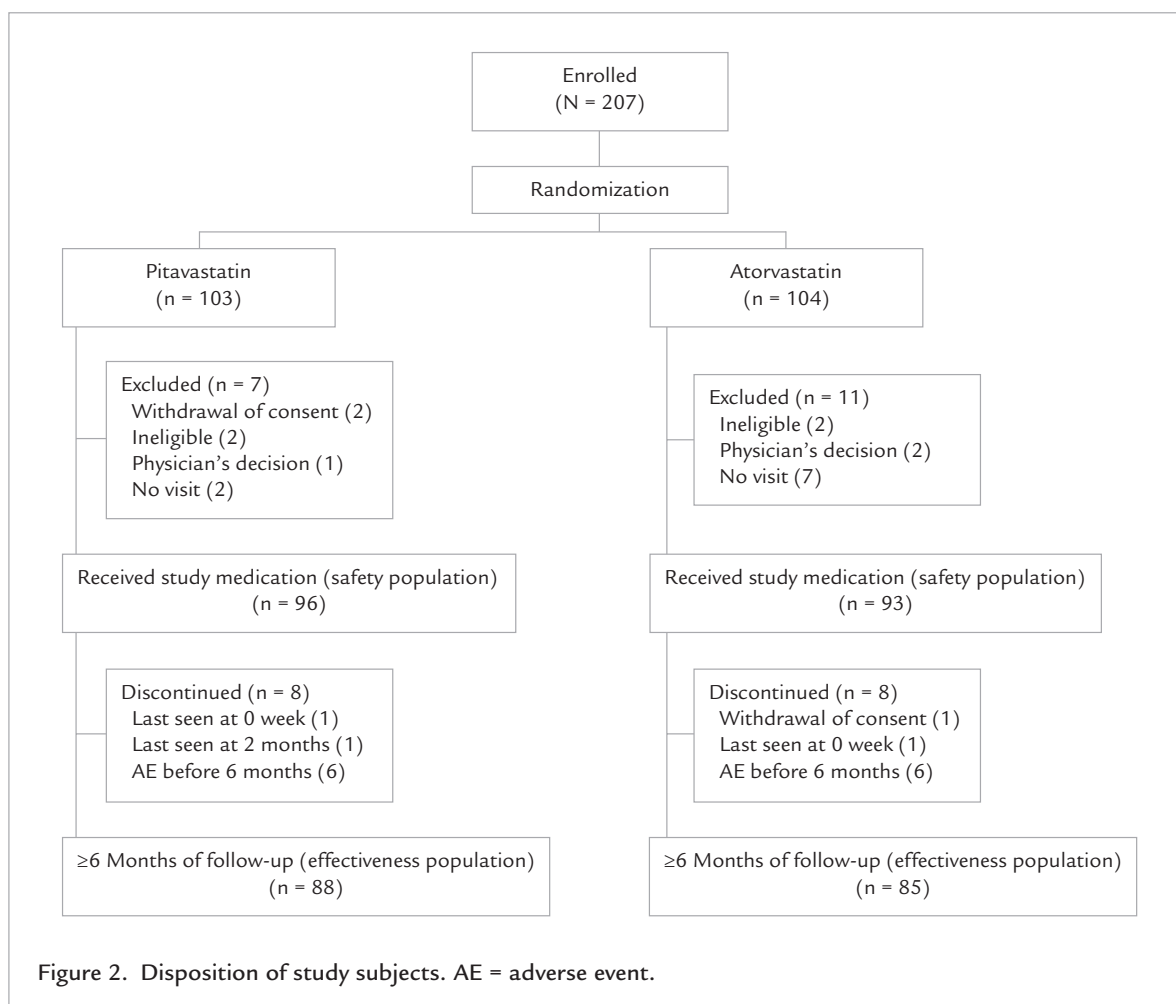 Enrolled
(N = 207)
Randomization
Pitavastatin
(n = 103)
Atorvastatin
(n = 104)
Excluded (n = 7)
Withdrawal of consent (2)
Ineligible (2)
Physician’s decision (1)
No visit (2)
Excluded (n = 11)
Ineligible (2)
Physician’s decision (2)
No visit (7)
Received study medication (safety population)
(n = 96)
Received study medication (safety population)
(n = 93)
Discontinued (n = 8)
Last seen at 0 week (1)
Last seen at 2 months (1)
AE before 6 months (6)
Discontinued (n = 8)
Withdrawal of consent (1)
Last seen at 0 week (1)
AE before 6 months (6)
≥6 Months of follow-up (effectiveness population)
(n = 88)
≥6 Months of follow-up (effectiveness population)
(n = 85)
Figure 2. Disposition of study subjects. AE = adverse event.